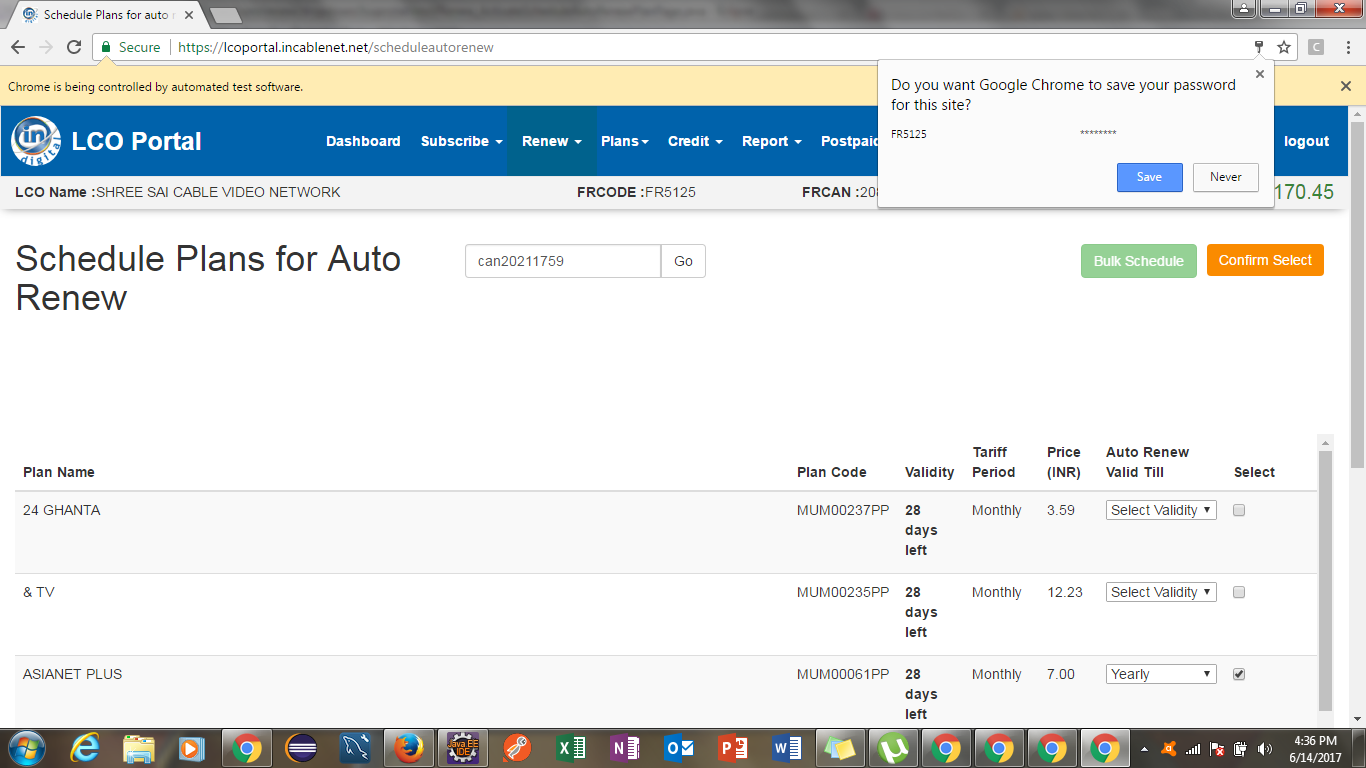 Schedule Plans for auto
Secure
https://lcoportal.incablenet.net/scheduleautorenew
C
Chrome is being controlled by automated test software.
Do you want Google Chrome to save your password
for this site?
FR5125 ********
Save Never
in digital
LCO Portal
Dashboard Subscribe Renew Plans Credit Report Postpaid logout
LCO Name :SHREE SAI CABLE VIDEO NETWORK FRCODE :FR5125 FRCAN :208 170.45
Schedule Plans for Auto
Renew
can20211759 Go
Bulk Schedule Confirm Select
Plan Name Plan Code Validity Tariff Period Price (INR) Auto Renew Valid Till Select
24 GHANTA MUM00237PP 28 days left Monthly 3.59 Select Validity
& TV MUM00235PP 28 days left Monthly 12.23 Select Validity
ASIANET PLUS MUM00061PP 28 days left Monthly 7.00 Yearly
Java EE
IDE
4:36 PM
6/14/2017